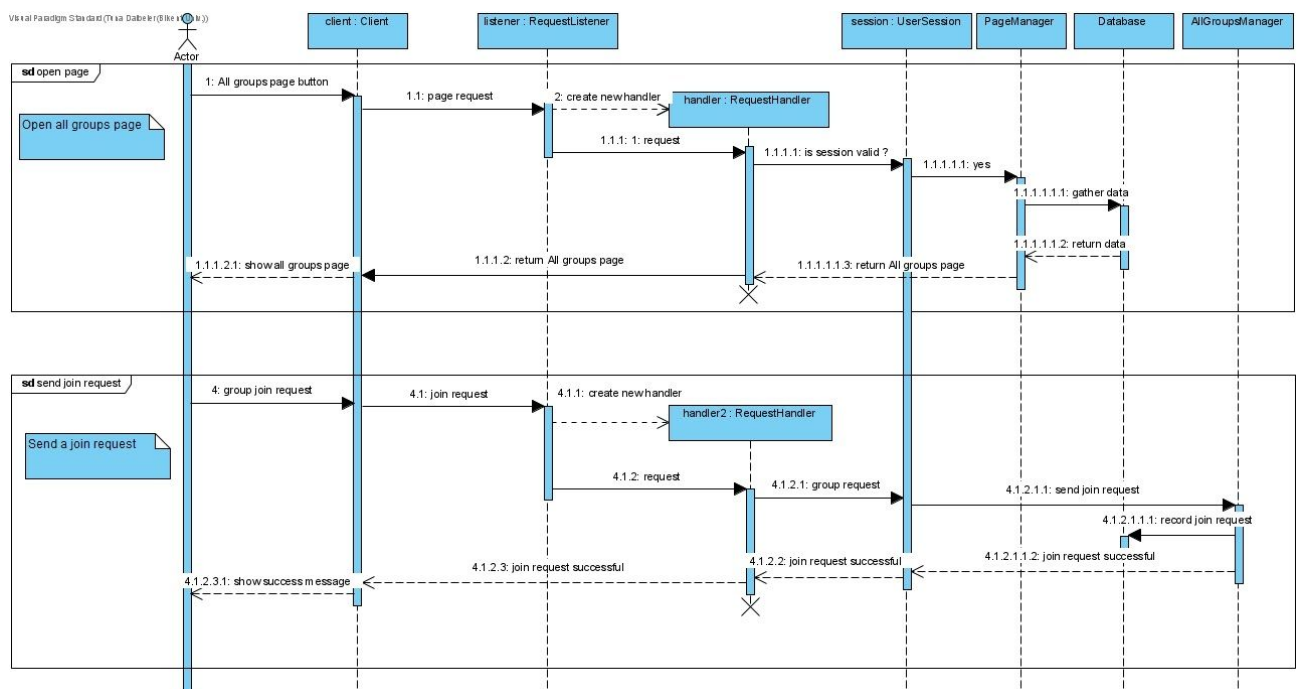 Visual Paradigm Standard
client : Client
listener : RequestListener
session : UserSession
PageManager
Database
AllGroupsManager
Actor
sd open page
1: All groups page button
1.1: page request
2: create new handler
handler : RequestHandler
Open all groups page
1.1.1: 1: request
1.1.1.1: is session valid ?
1.1.1.1.1: yes
1.1.1.1.1.1: gather data
1.1.1.1.1.2: return data
1.1.1.2.1: show all groups page
1.1.1.2: return All groups page
1.1.1.1.1.3: return All groups page
sd send join request
4: group join request
4.1: join request
4.1.1: create new handler
handler2 : RequestHandler
Send a join request
4.1.2: request
4.1.2.1: group request
4.1.2.1.1: send join request
4.1.2.1.1.1: record join request
4.1.2.1.1.2: join request successful
4.1.2.2: join request successful
4.1.2.3: join request successful
4.1.2.3.1: show success message